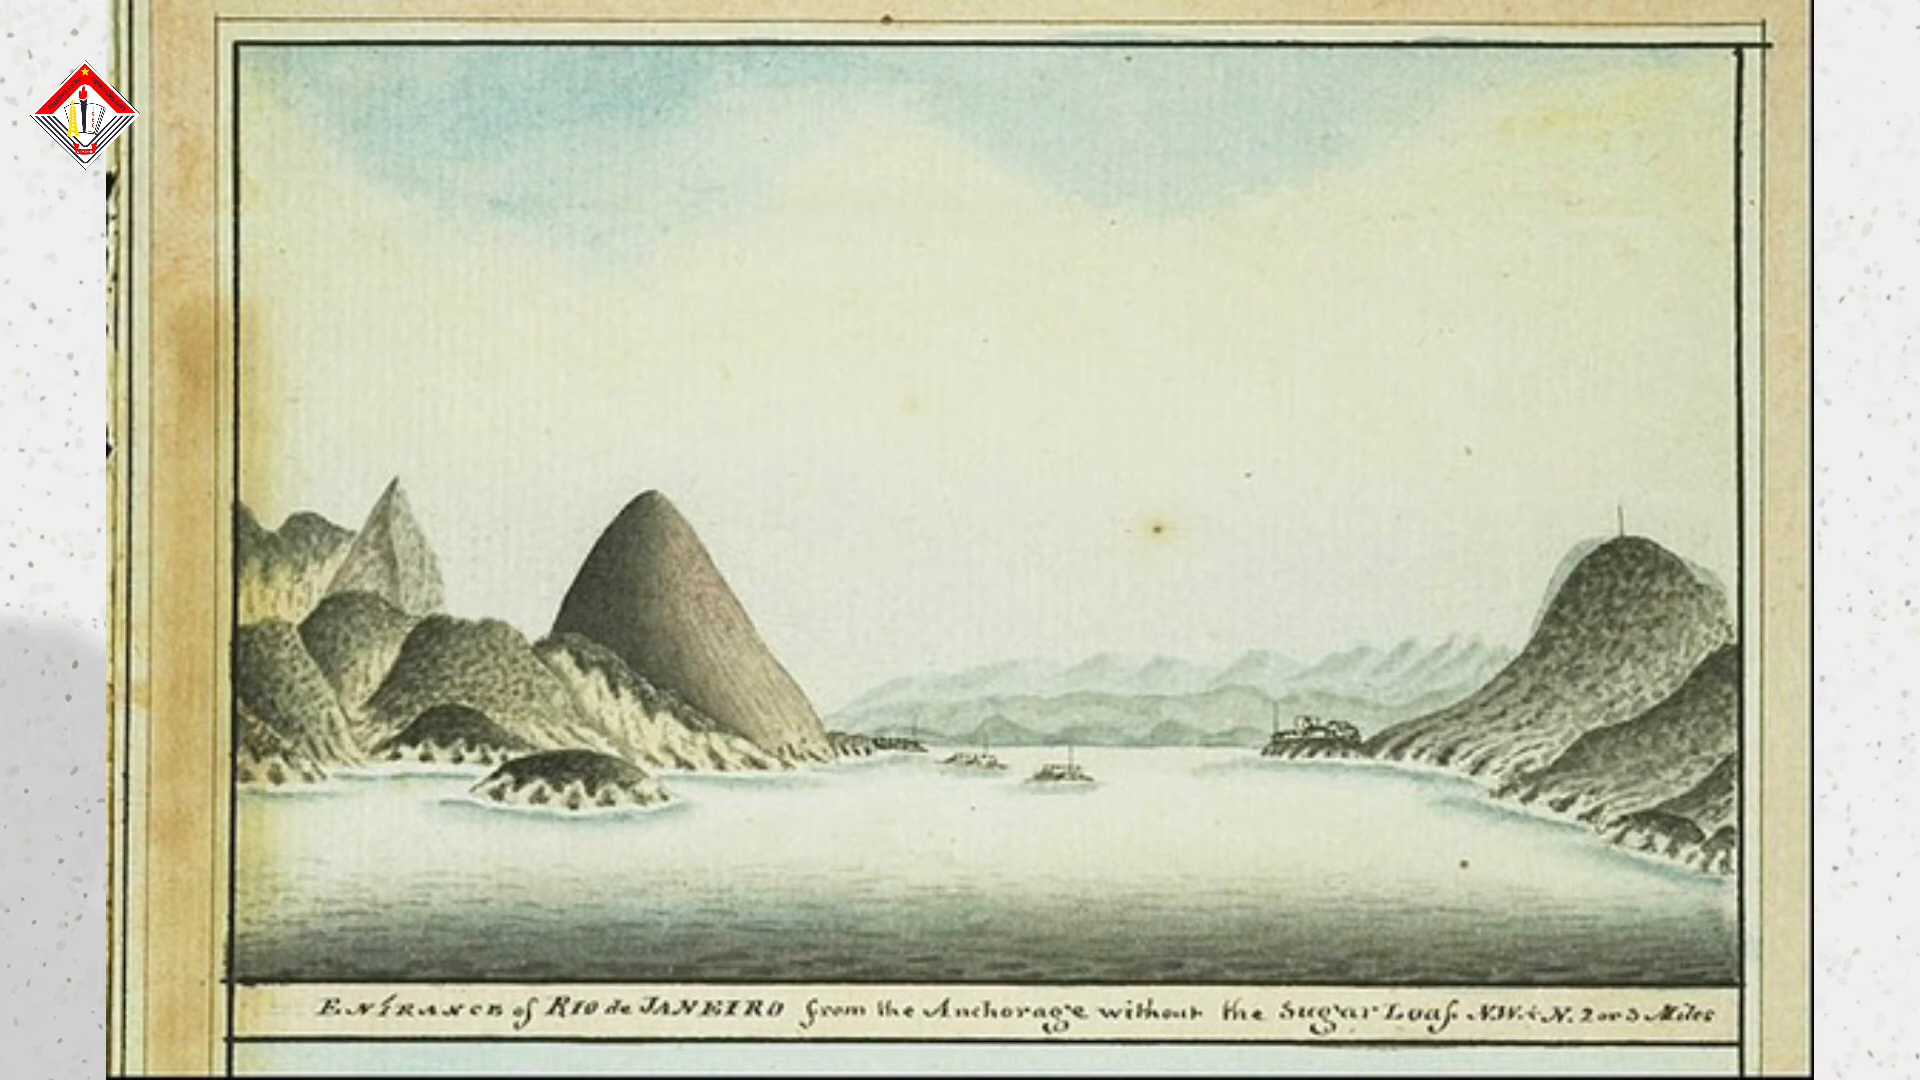 ENTRANCE of RIO de JANEIRO from the Anchorage without the Sugar Loaf. N.W. & N. 2 or 3 Miles